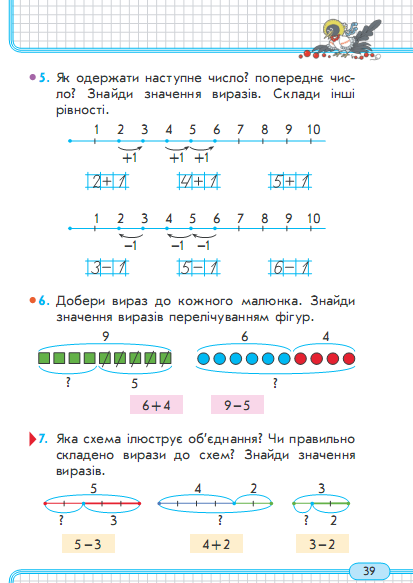 5. Як одержати наступне число? попереднє чис-
ло? Знайди значення виразів. Склади інші
рівності.
1 2 3 4 5 6 7 8 9 10
+1 +1 +1
2+1 4+1 5+1
1 2 3 4 5 6 7 8 9 10
−1 −1 −1
3−1 5−1 6−1
6. Добери вираз до кожного малюнка. Знайди
значення виразів перелічуванням фігур.
9 6 4
? 5 ?
6+4 9−5
7. Яка схема ілюструє об'єднання? Чи правильно
складено вирази до схем? Знайди значення
виразів.
5 4 2 3
? 3 ? ? 2
5−3 4+2 3−2
39